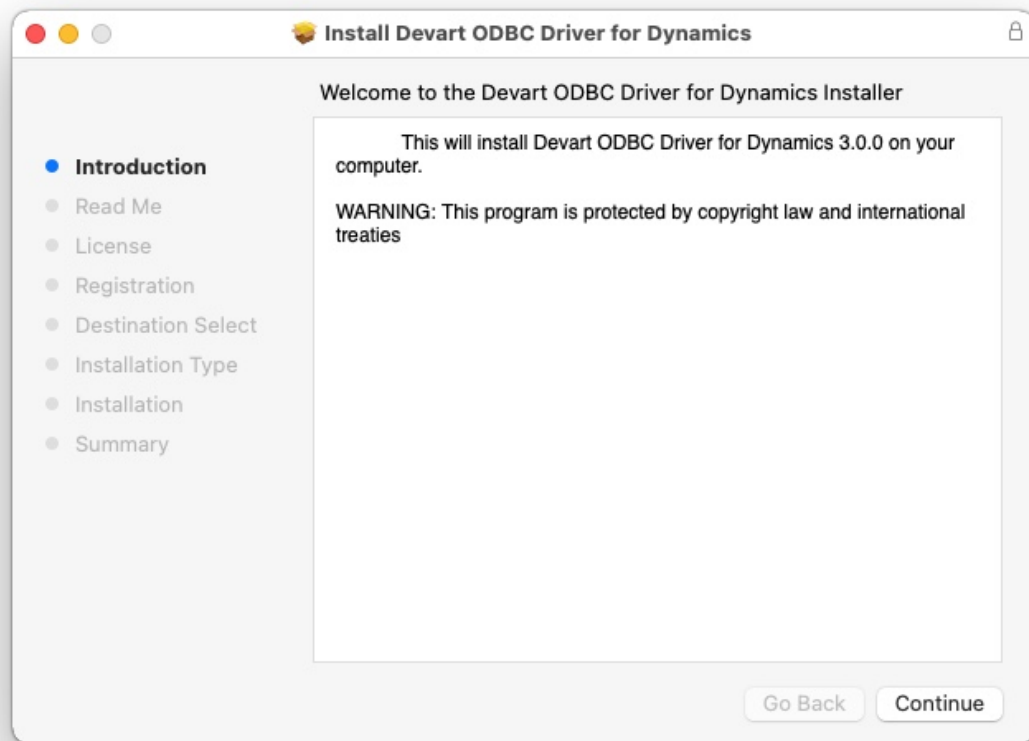 Install Devart ODBC Driver for Dynamics
Welcome to the Devart ODBC Driver for Dynamics Installer
Introduction
Read Me
License
Registration
Destination Select
Installation Type
Installation
Summary
This will install Devart ODBC Driver for Dynamics 3.0.0 on your
computer.
WARNING: This program is protected by copyright law and international
treaties
Go Back
Continue